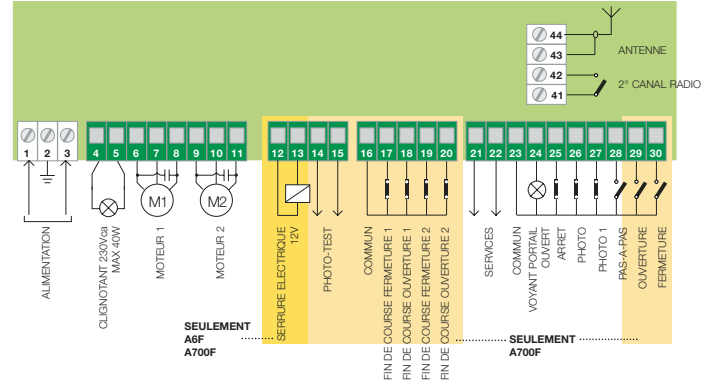 44
43
ANTENNE
42
41
2° CANAL RADIO
1 2 3
4 5 6 7 8 9 10 11
12 13 14 15
16 17 18 19 20
21 22 23 24 25 26 27 28 29 30
M1
M2
ALIMENTATION
CLIGNOTANT 230Vca
MAX 40W
MOTEUR 1
MOTEUR 2
SERRURE ELECTRIQUE
12V
PHOTO-TEST
COMMUN
FIN DE COURSE FERMETURE 1
FIN DE COURSE OUVERTURE 1
FIN DE COURSE FERMETURE 2
FIN DE COURSE OUVERTURE 2
SERVICES
COMMUN
VOYANT PORTAIL
OUVERT
ARRET
PHOTO
PHOTO 1
PAS-A-PAS
OUVERTURE
FERMETURE
SEULEMENT
A6F
A700F
SEULEMENT
A700F